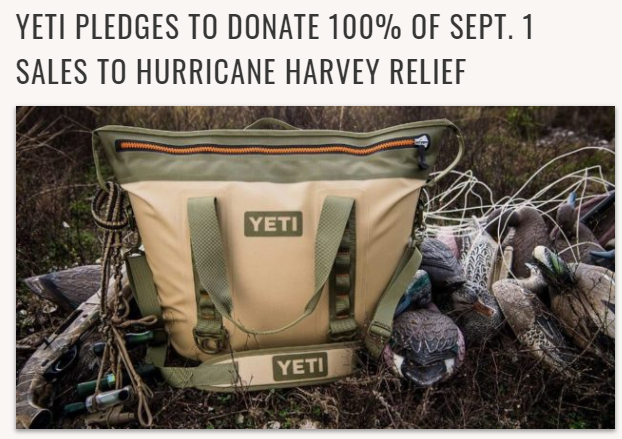 YETI PLEDGES TO DONATE 100% OF SEPT. 1
SALES TO HURRICANE HARVEY RELIEF
YETI
YETI